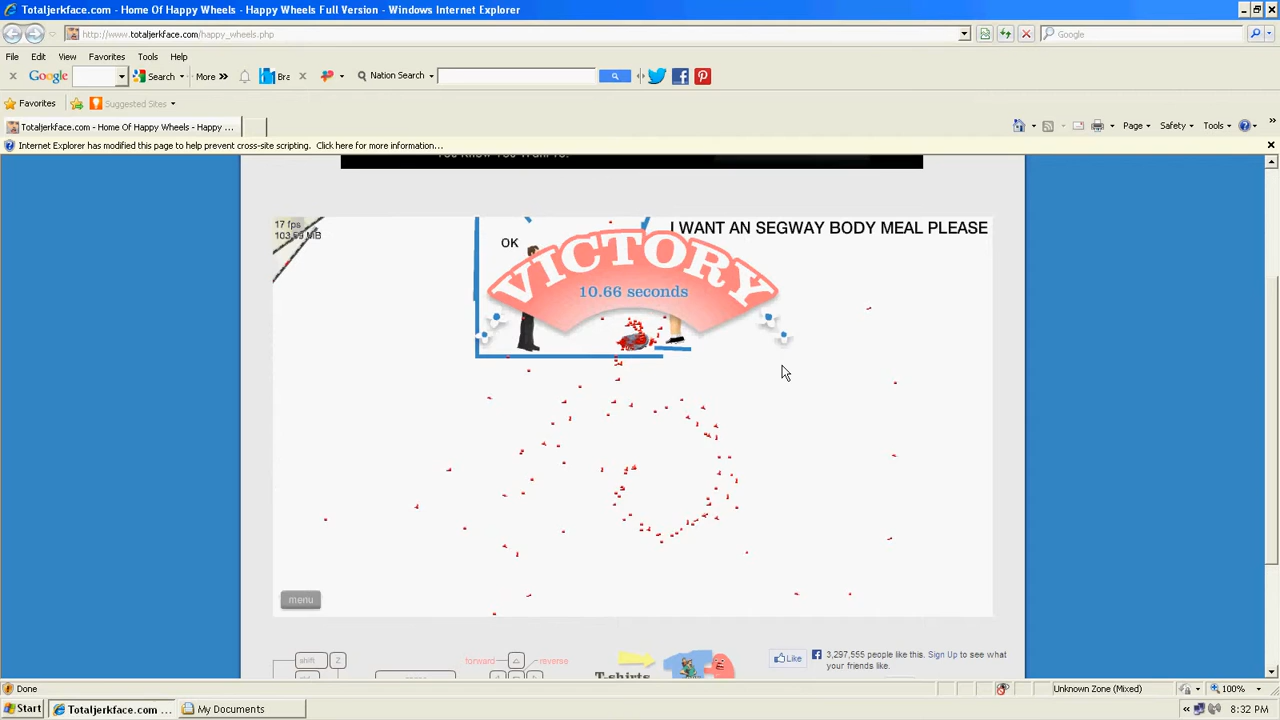 Totaljerkface.com - Home Of Happy Wheels - Happy Wheels Full Version - Windows Internet Explorer
http://www.totaljerkface.com/happy_wheels.php
Google
File Edit View Favorites Tools Help
x Google Search More » Bra x Nation Search
Favorites Suggested Sites
Totaljerkface.com - Home Of Happy Wheels - Happy ...
Page Safety Tools
Internet Explorer has modified this page to help prevent cross-site scripting. Click here for more information...
17 fps
I WANT AN SEGWAY BODY MEAL PLEASE
OK
VICTORY
10.66 seconds
menu
shift Z
forward reverse
T-shirts
Like
3,297,555 people like this. Sign Up to see what
your friends like.
Done
Unknown Zone (Mixed)
100%
Start
Totaljerkface.com ...
My Documents
8:32 PM